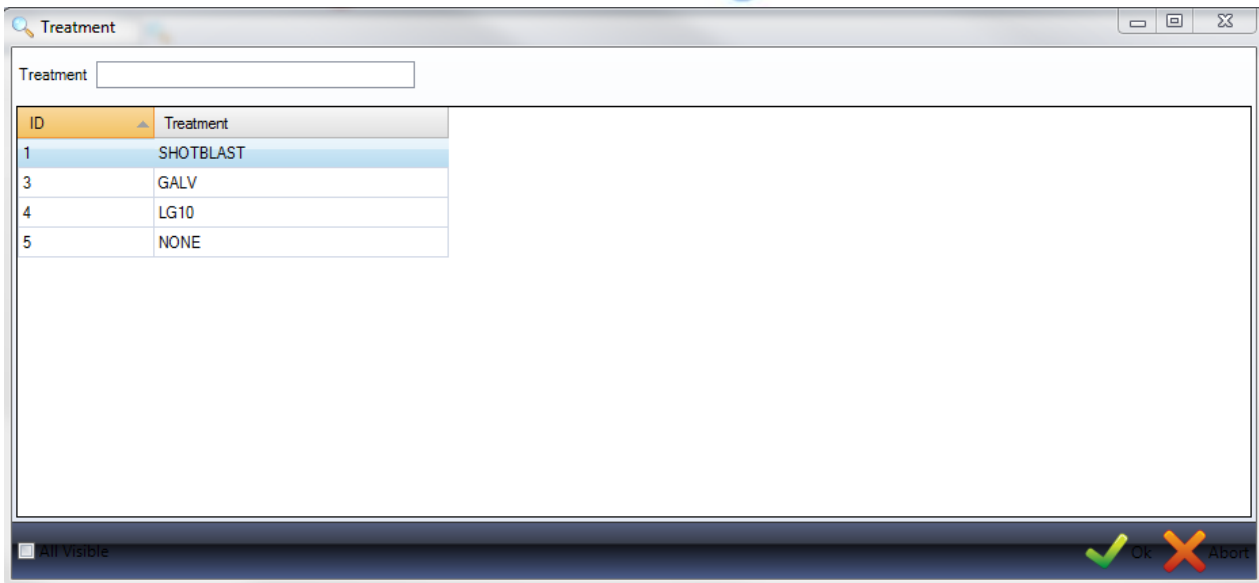 Treatment
Treatment
ID Treatment
1 SHOTBLAST
3 GALV
4 LG10
5 NONE
All Visible Ok Abort